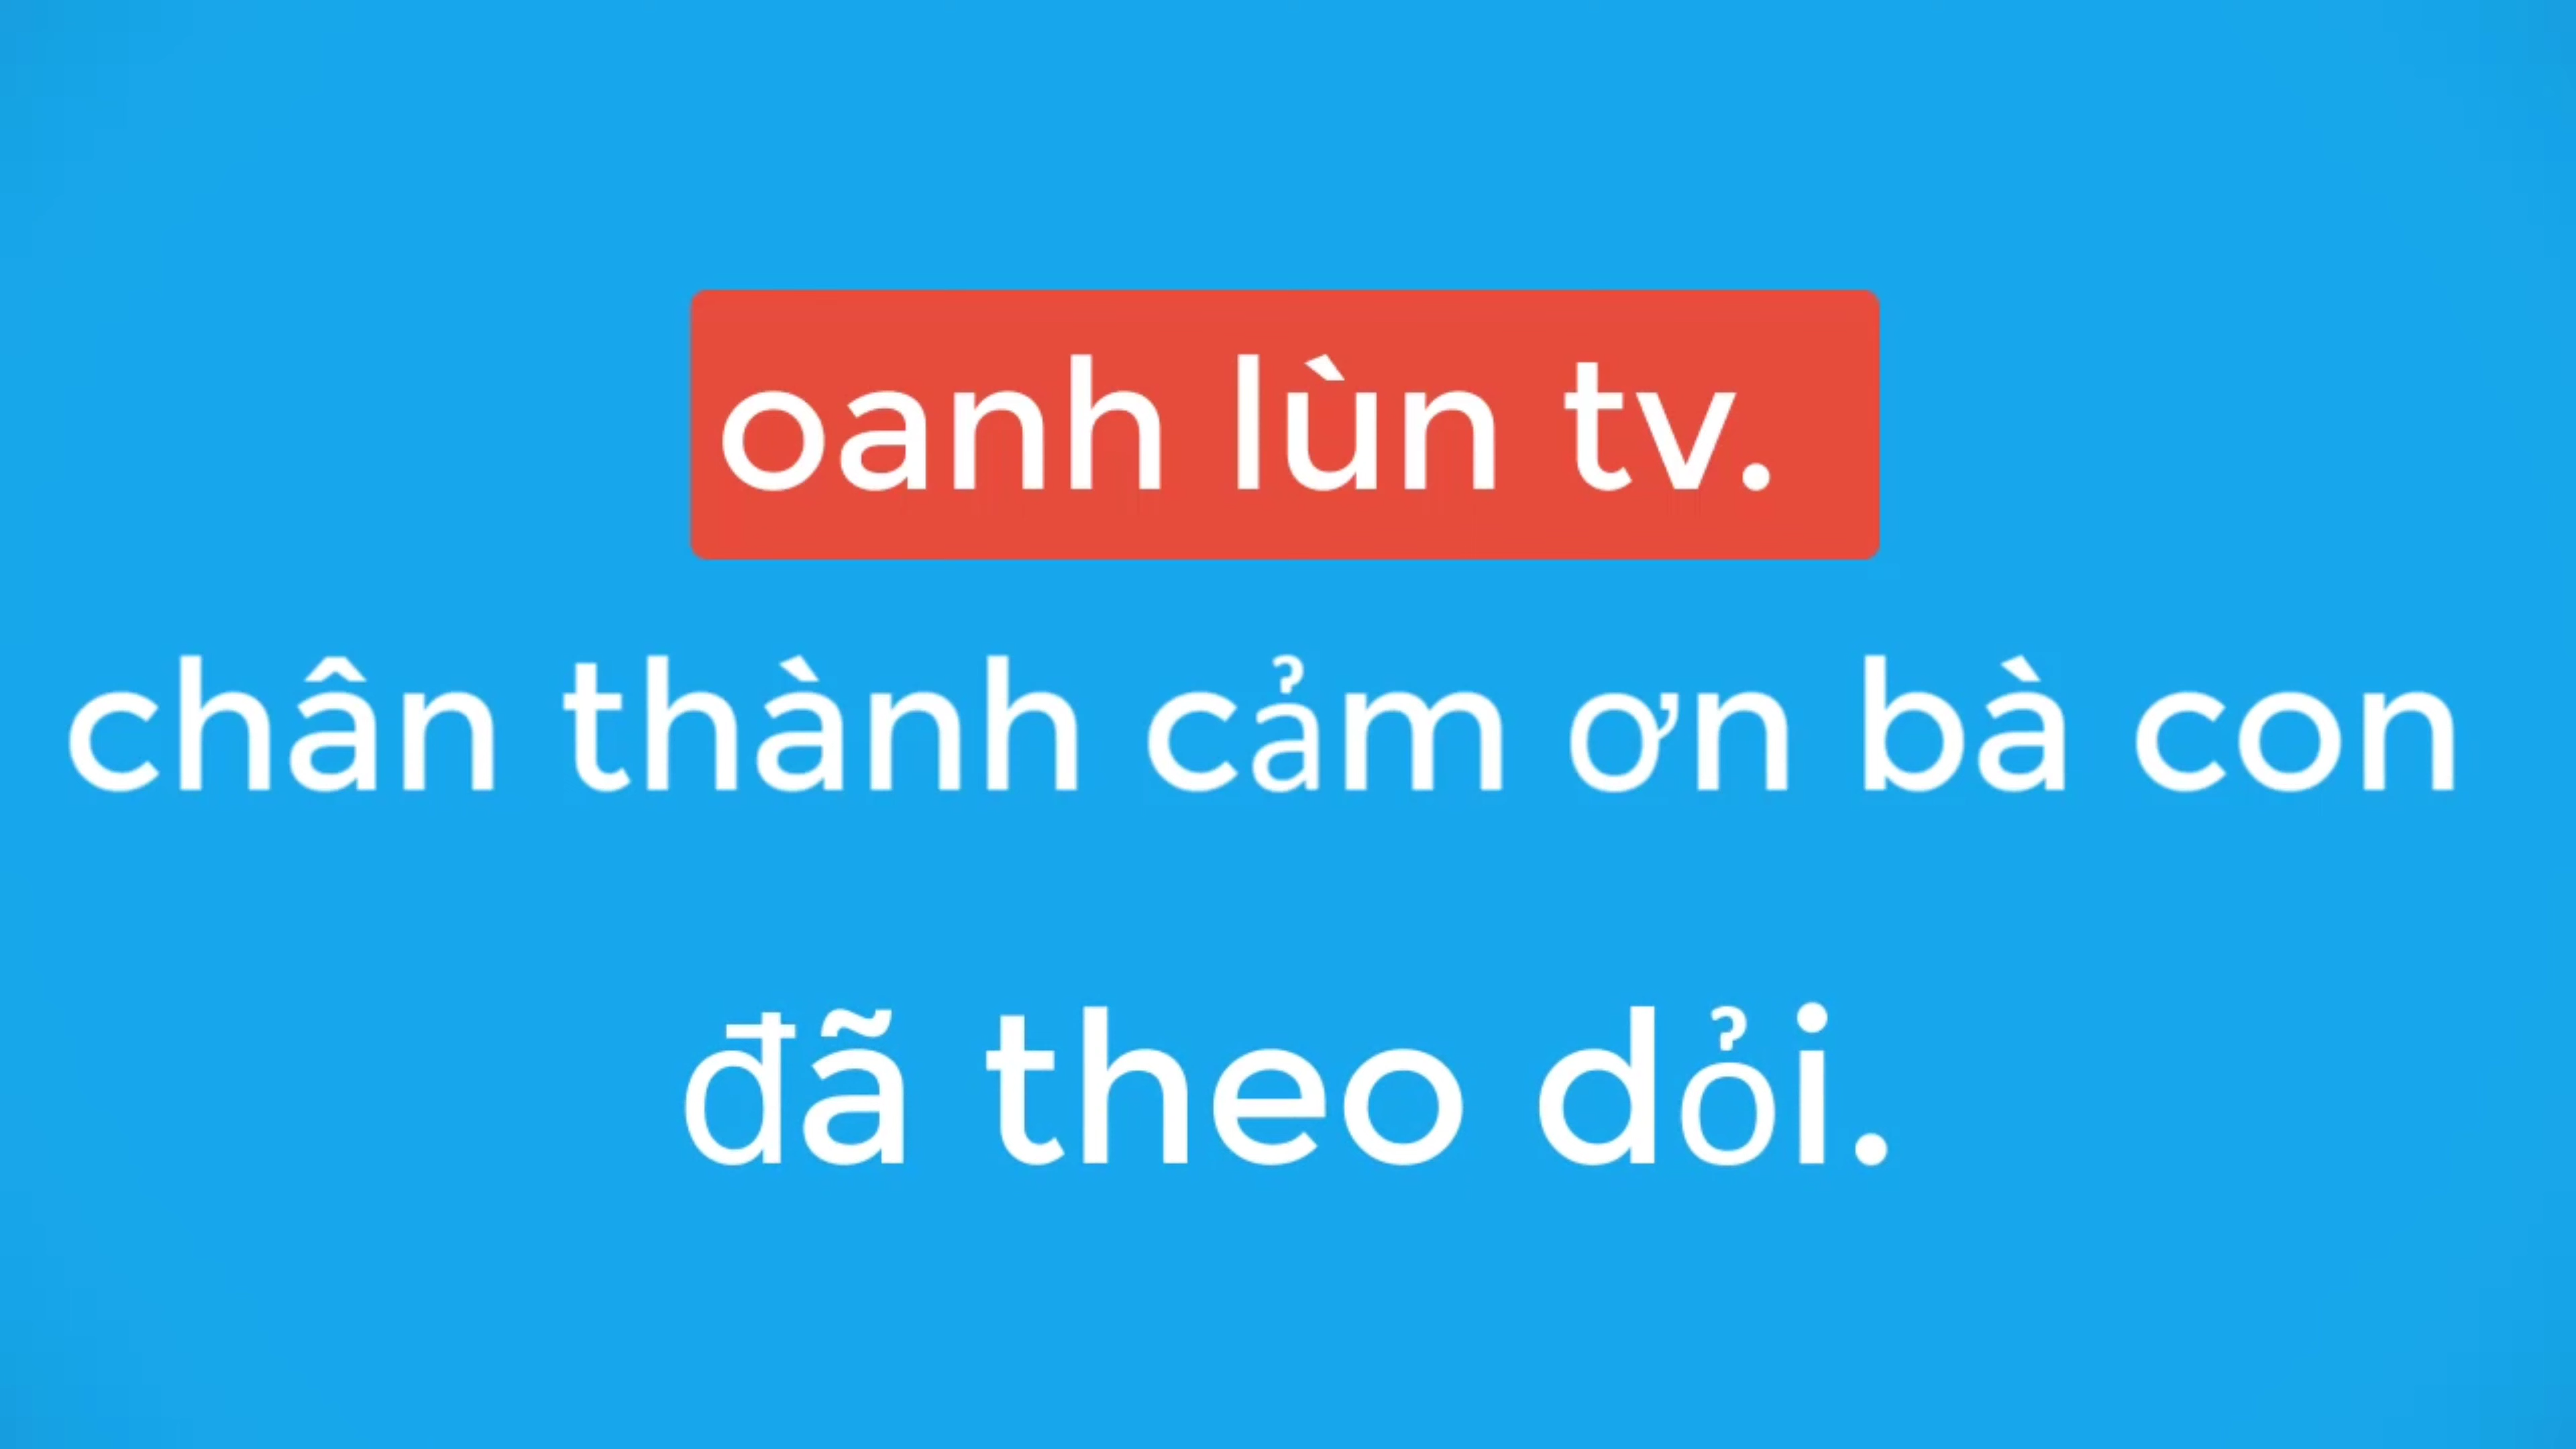 oanh lùn tv.
chân thành cảm ơn bà con
đã theo dỏi.